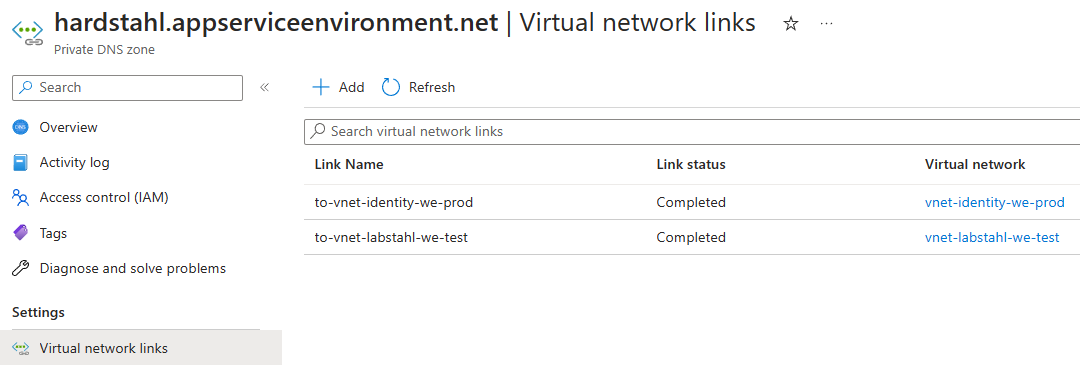 hardstahl.appserviceenvironment.net | Virtual network links
Private DNS zone
Search
Overview
Activity log
Access control (IAM)
Tags
Diagnose and solve problems
Settings
Virtual network links
Add Refresh
Search virtual network links
Link Name Link status Virtual network
to-vnet-identity-we-prod Completed vnet-identity-we-prod
to-vnet-labstahl-we-test Completed vnet-labstahl-we-test